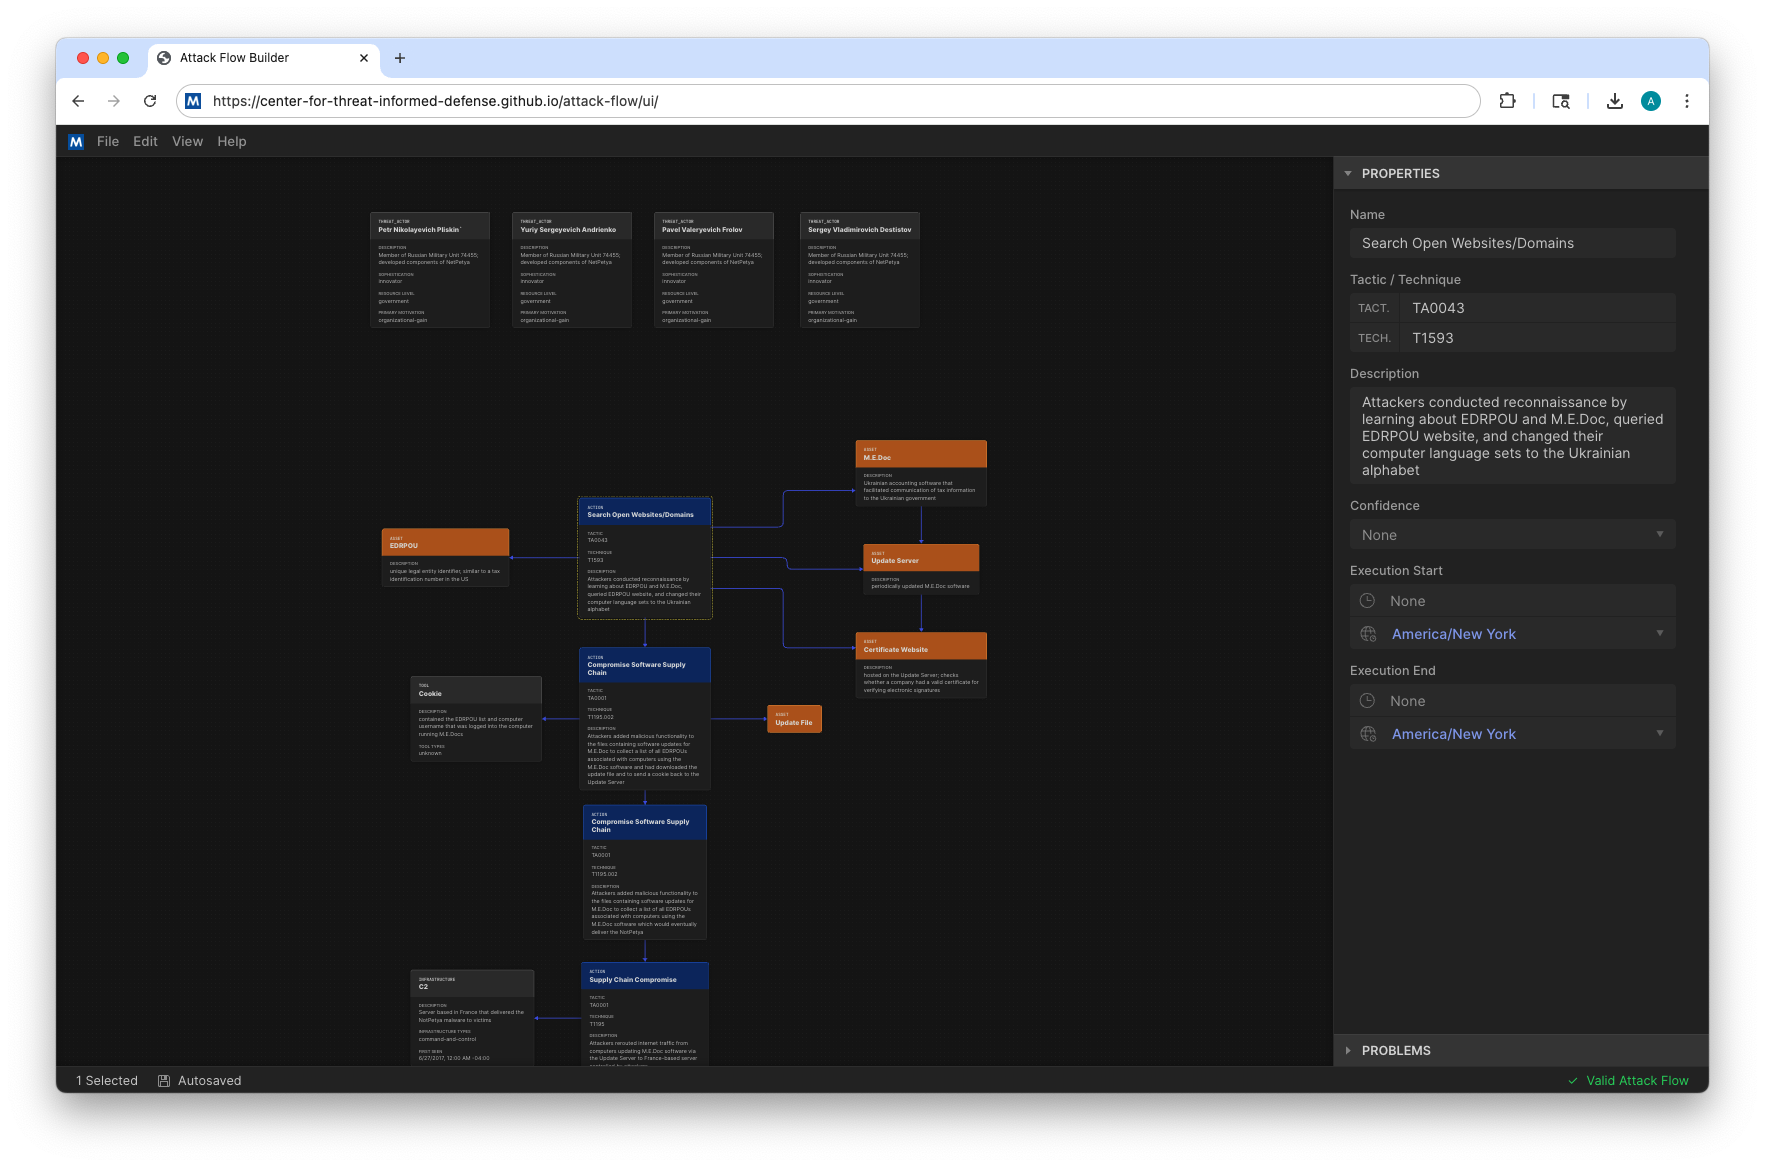 Attack Flow Builder
https://center-for-threat-informed-defense.github.io/attack-flow/ui/
A
M File Edit View Help
THREAT_ACTOR
Petr Nikolayevich Pliskin`
DESCRIPTION
Member of Russian Military Unit 74455;
developed components of NetPetya
SOPHISTICATION
innovator
RESOURCE LEVEL
government
PRIMARY MOTIVATION
organizational-gain
THREAT_ACTOR
Yuriy Sergeyevich Andrienko
DESCRIPTION
Member of Russian Military Unit 74455;
developed components of NetPetya
SOPHISTICATION
innovator
RESOURCE LEVEL
government
PRIMARY MOTIVATION
organizational-gain
THREAT_ACTOR
Pavel Valeryevich Frolov
DESCRIPTION
Member of Russian Military Unit 74455;
developed components of NetPetya
SOPHISTICATION
innovator
RESOURCE LEVEL
government
PRIMARY MOTIVATION
organizational-gain
THREAT_ACTOR
Sergey Vladimirovich Destistov
DESCRIPTION
Member of Russian Military Unit 74455;
developed components of NetPetya
SOPHISTICATION
innovator
RESOURCE LEVEL
government
PRIMARY MOTIVATION
organizational-gain
ASSET
M.E.Doc
DESCRIPTION
Ukrainian accounting software that
facilitated communication of tax information
to the Ukrainian government
ACTION
Search Open Websites/Domains
TACTIC
TA0043
TECHNIQUE
T1593
DESCRIPTION
Attackers conducted reconnaissance by
learning about EDRPOU and M.E.Doc,
queried EDRPOU website, and changed their
computer language sets to the Ukrainian
alphabet
ASSET
EDRPOU
DESCRIPTION
unique legal entity identifier, similar to a tax
identification number in the US
ASSET
Update Server
DESCRIPTION
periodically updated M.E.Doc software
ASSET
Certificate Website
DESCRIPTION
hosted on the Update Server; checks
whether a company had a valid certificate for
verifying electronic signatures
ACTION
Compromise Software Supply
Chain
TACTIC
TA0001
TECHNIQUE
T1195.002
DESCRIPTION
Attackers added malicious functionality to
the files containing software updates for
M.E.Doc to collect a list of all EDRPOUs
associated with computers using the
M.E.Doc software and had downloaded the
update file and to send a cookie back to the
Update Server
TOOL
Cookie
DESCRIPTION
contained the EDRPOU list and computer
username that was logged into the computer
running M.E.Docs
TOOL TYPES
unknown
ASSET
Update File
ACTION
Compromise Software Supply
Chain
TACTIC
TA0001
TECHNIQUE
T1195.002
DESCRIPTION
Attackers added malicious functionality to
the files containing software updates for
M.E.Doc to collect a list of all EDRPOUs
associated with computers using the
M.E.Doc software which would eventually
deliver the NotPetya
ACTION
Supply Chain Compromise
TACTIC
TA0001
TECHNIQUE
T1195
DESCRIPTION
Attackers rerouted internet traffic from
computers updating M.E.Doc software via
the Update Server to France-based server
INFRASTRUCTURE
C2
DESCRIPTION
Server based in France that delivered the
NotPetya malware to victims
INFRASTRUCTURE TYPES
command-and-control
FIRST SEEN
6/27/2017, 12:00 AM -04:00
PROPERTIES
Name
Search Open Websites/Domains
Tactic / Technique
TACT. TA0043
TECH. T1593
Description
Attackers conducted reconnaissance by
learning about EDRPOU and M.E.Doc, queried
EDRPOU website, and changed their
computer language sets to the Ukrainian
alphabet
Confidence
None
Execution Start
None
America/New York
Execution End
None
America/New York
PROBLEMS
1 Selected Autosaved
Valid Attack Flow